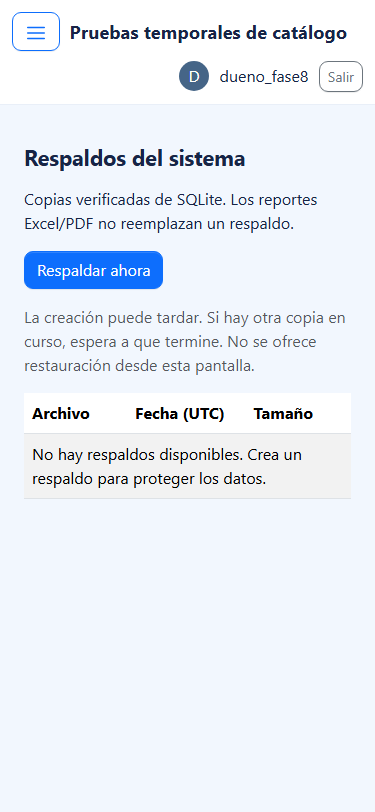 Pruebas temporales de catálogo
D dueno_fase8 Salir
Respaldos del sistema
Copias verificadas de SQLite. Los reportes
Excel/PDF no reemplazan un respaldo.
Respaldar ahora
La creación puede tardar. Si hay otra copia en
curso, espera a que termine. No se ofrece
restauración desde esta pantalla.
Archivo Fecha (UTC) Tamaño
No hay respaldos disponibles. Crea un
respaldo para proteger los datos.